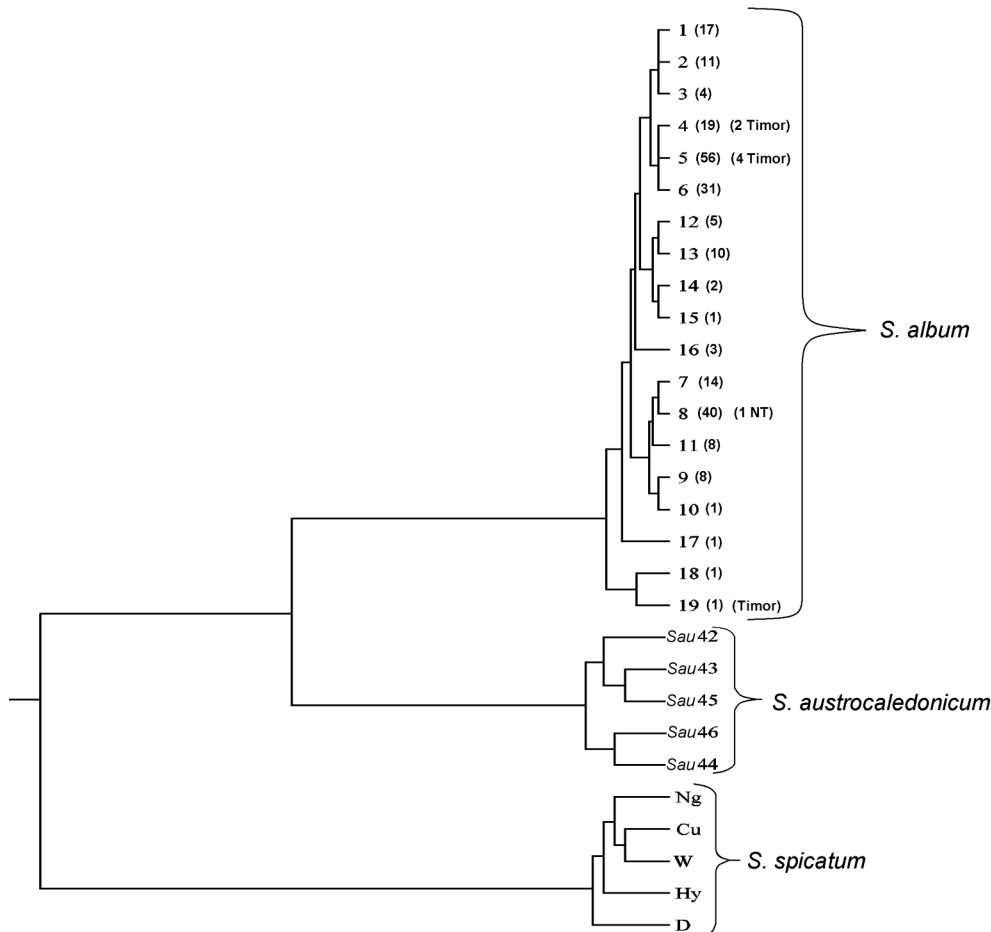 1 (17)
2 (11)
3 (4)
4 (19) (2 Timor)
5 (56) (4 Timor)
6 (31)
12 (5)
13 (10)
14 (2)
15 (1)
16 (3)
7 (14)
8 (40) (1 NT)
11 (8)
9 (8)
10 (1)
17 (1)
18 (1)
19 (1) (Timor)
S. album
Sau42
Sau43
Sau45
Sau46
Sau44
S. austrocaledonicum
Ng
Cu
W
Hy
D
S. spicatum